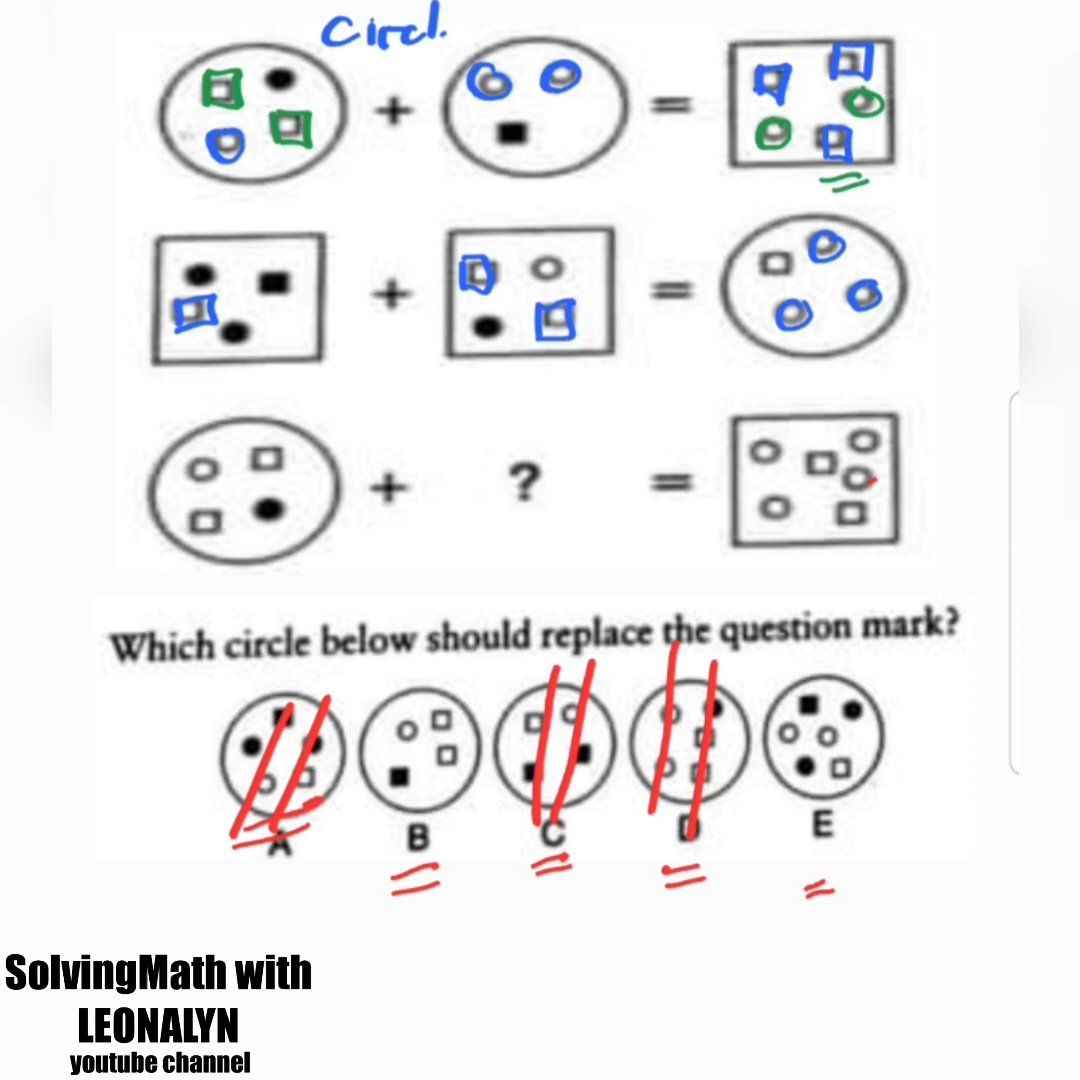 Circl.
+ =
+ =
+ ? =
Which circle below should replace the question mark?
A B C D E
SolvingMath with
LEONALYN
youtube channel